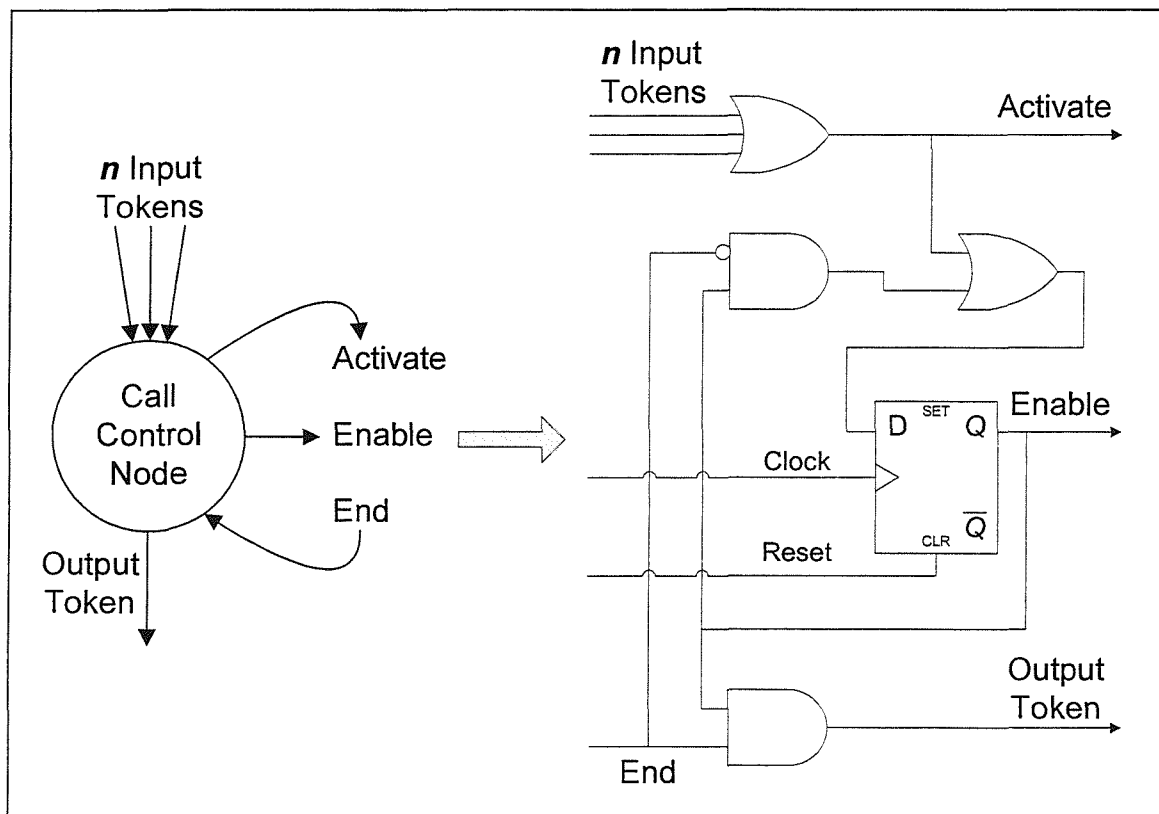 n Input
Tokens
Activate
n Input
Tokens
Activate
Call
Control
Node
Enable
D
SET
Q
Enable
Clock
End
Q
CLR
Reset
Output
Token
Output
Token
End